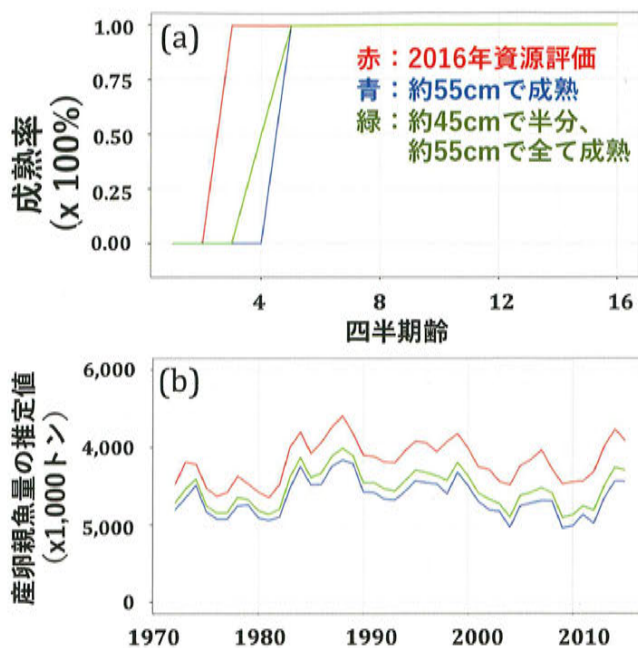 (a)
1.00
0.75
0.50
0.25
0.00
成熟率
(x 100%)
赤：2016年資源評価
青：約55cmで成熟
緑：約45cmで半分、
約55cmで全て成熟
4
8
12
16
四半期齢
(b)
6,000
4,000
5,000
0
産卵親魚量の推定値
(x1,000トン)
1970
1980
1990
2000
2010